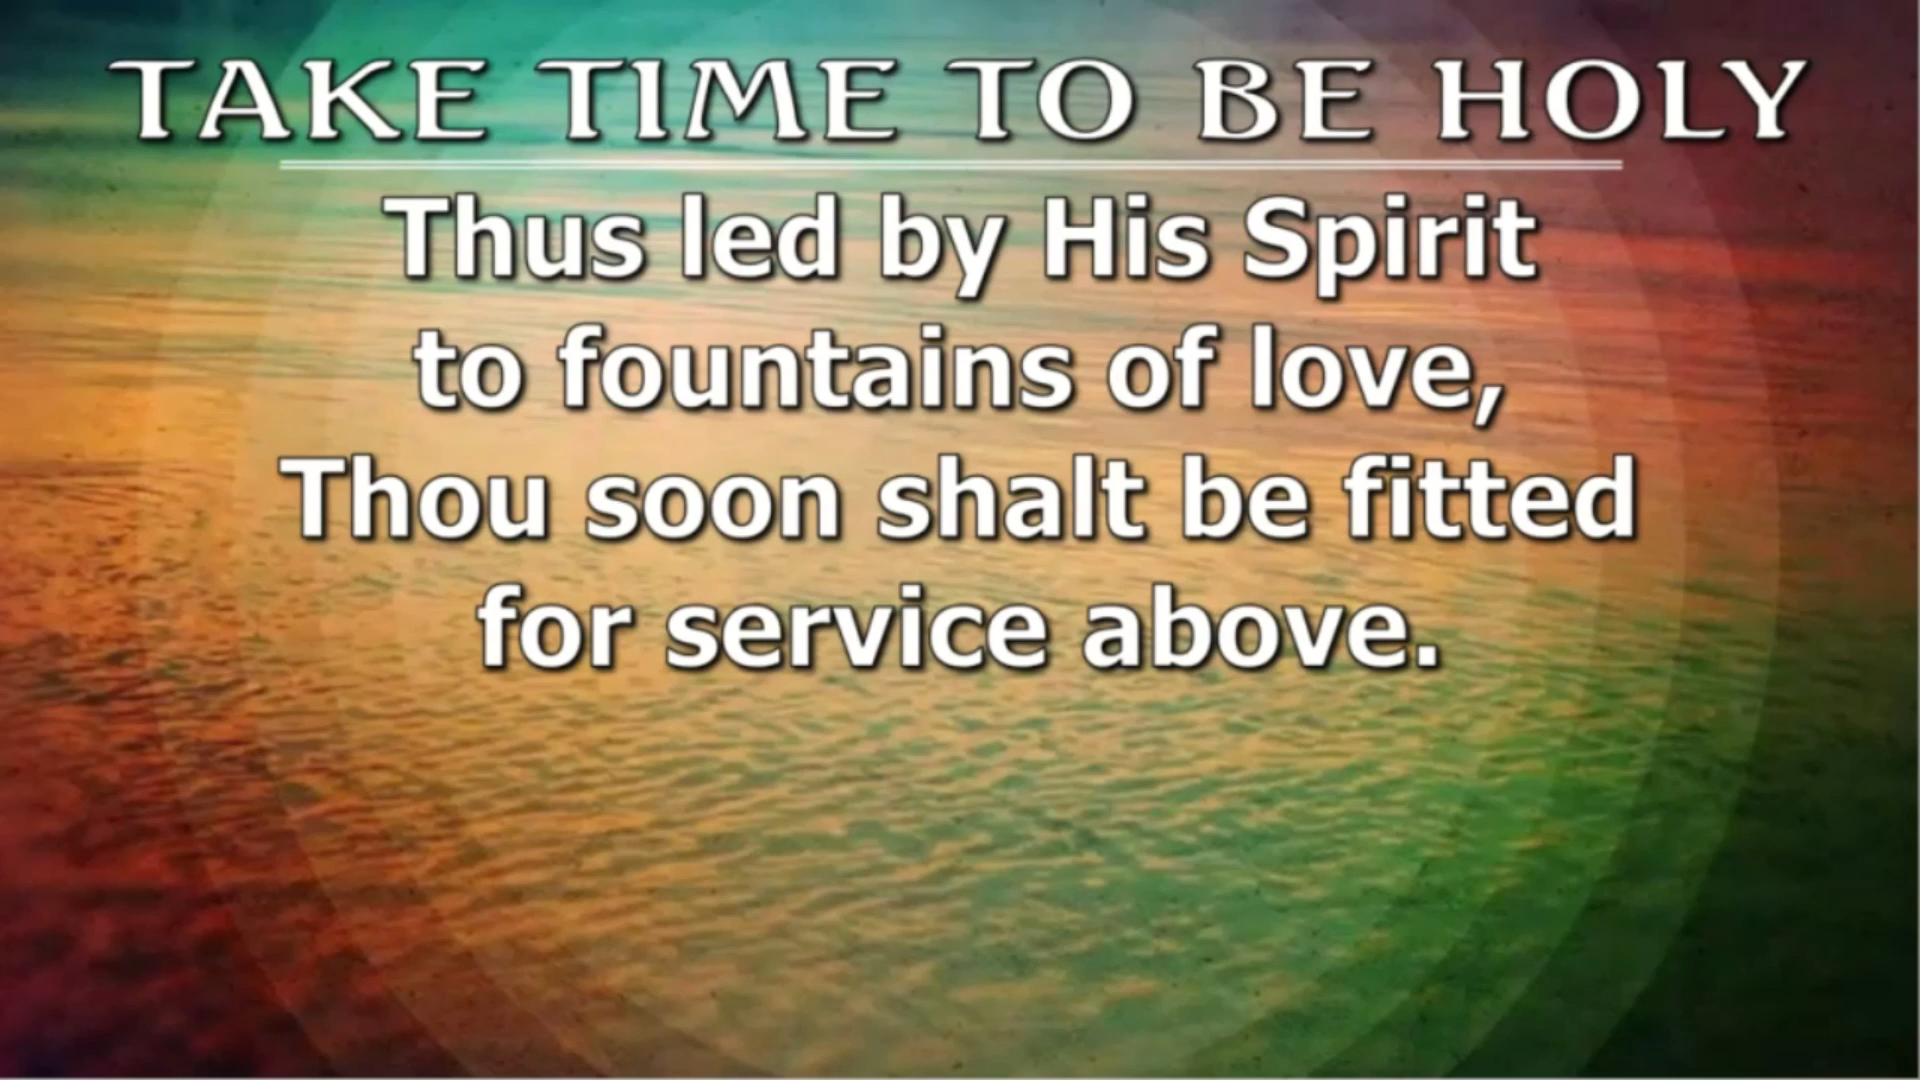 TAKE TIME TO BE HOLY
Thus led by His Spirit
to fountains of love,
Thou soon shalt be fitted
for service above.